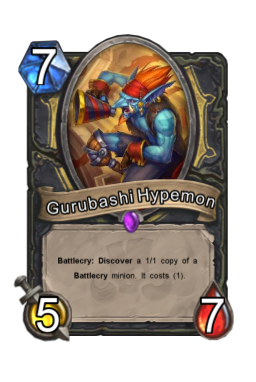 7
Gurubashi Hypemon
Battlecry: Discover a 1/1 copy of a
Battlecry minion. It costs (1).
5
7